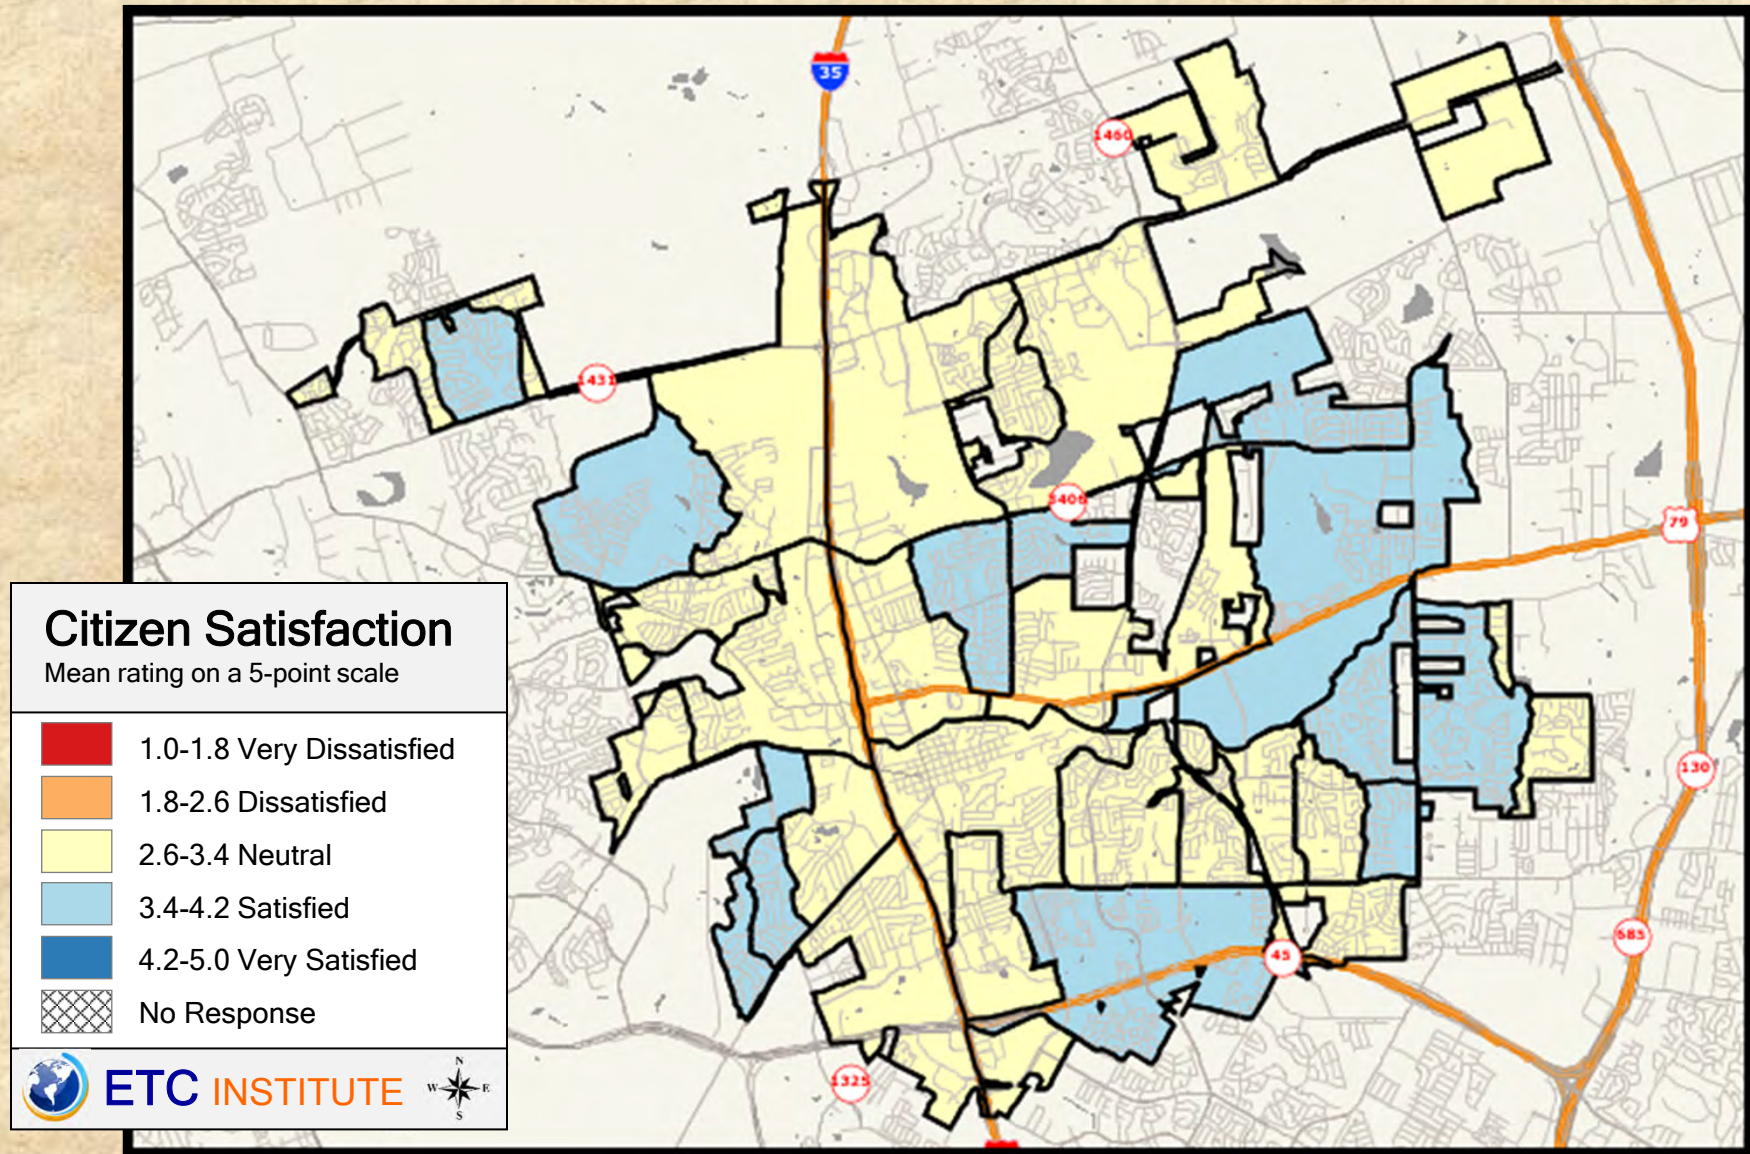 35
1460
1431
3406
79
Citizen Satisfaction
Mean rating on a 5-point scale
1.0-1.8 Very Dissatisfied
1.8-2.6 Dissatisfied
2.6-3.4 Neutral
3.4-4.2 Satisfied
4.2-5.0 Very Satisfied
No Response
130
685
45
1325
ETC INSTITUTE
N
W
E
S